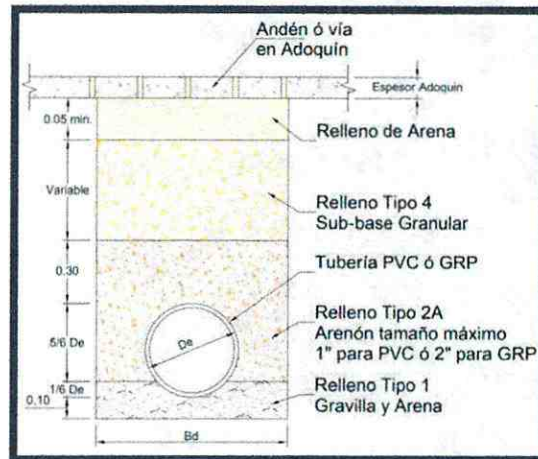 Andén ó vía
en Adoquín
Espesor Adoquin
0.05 min.
Relleno de Arena
Variable
Relleno Tipo 4
Sub-base Granular
0.30
Tubería PVC ó GRP
5/6 De
De
Relleno Tipo 2A
Arenón tamaño máximo
1" para PVC ó 2" para GRP
1/6 De
Relleno Tipo 1
Gravilla y Arena
0.10
Bd